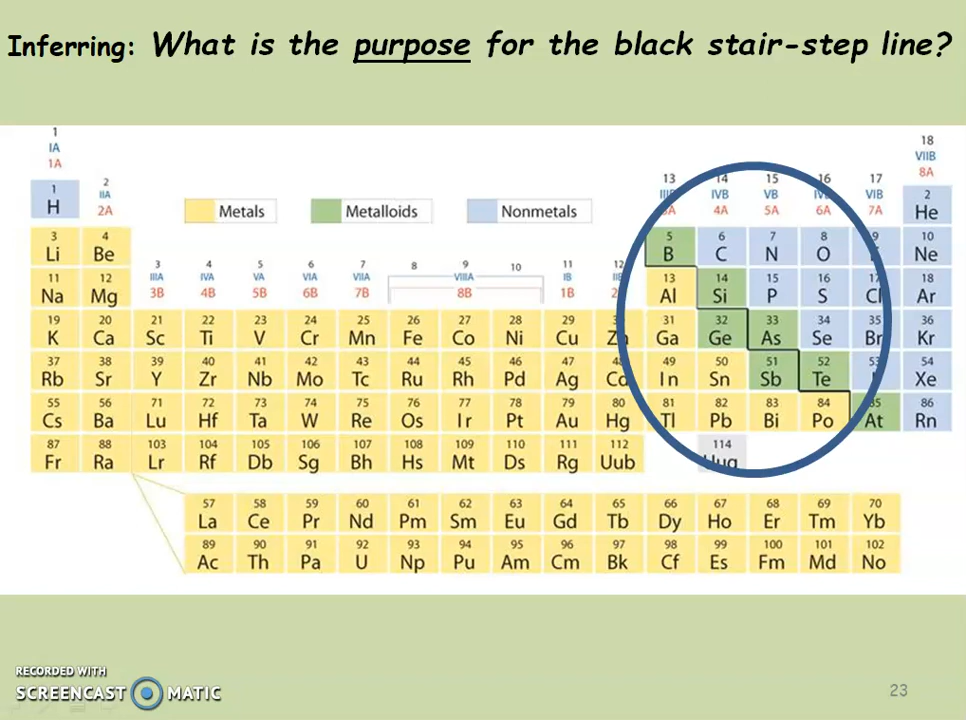 Inferring: What is the purpose for the black stair-step line?
1 18
IA VIIB
1A 8A
2 13 14 15 16 17
IIA IVB VB VIB
2A 4A 5A 6A 7A
1 2
H He
Metals Metalloids Nonmetals
3 4 5 6 7 8 10
Li Be B C N O Ne
3 4 5 6 7 8 9 10 11 12
IIIA IVA VA VIA VIIA VIIIA IB
3B 4B 5B 6B 7B 8B 1B
11 12 13 14 15 16 17 18
Na Mg Al Si P S Cl Ar
19 20 21 22 23 24 25 26 27 28 29 30 31 32 33 34 35 36
K Ca Sc Ti V Cr Mn Fe Co Ni Cu Zn Ga Ge As Se Br Kr
37 38 39 40 41 42 43 44 45 46 47 48 49 50 51 52 53 54
Rb Sr Y Zr Nb Mo Tc Ru Rh Pd Ag Cd In Sn Sb Te Xe
55 56 71 72 73 74 75 76 77 78 79 80 81 82 83 84 86
Cs Ba Lu Hf Ta W Re Os Ir Pt Au Hg Tl Pb Bi Po At Rn
87 88 103 104 105 106 107 108 109 110 111 112 114
Fr Ra Lr Rf Db Sg Bh Hs Mt Ds Rg Uub Uuq
57 58 59 60 61 62 63 64 65 66 67 68 69 70
La Ce Pr Nd Pm Sm Eu Gd Tb Dy Ho Er Tm Yb
89 90 91 92 93 94 95 96 97 98 99 100 101 102
Ac Th Pa U Np Pu Am Cm Bk Cf Es Fm Md No
RECORDED WITH
SCREENCAST MATIC
23